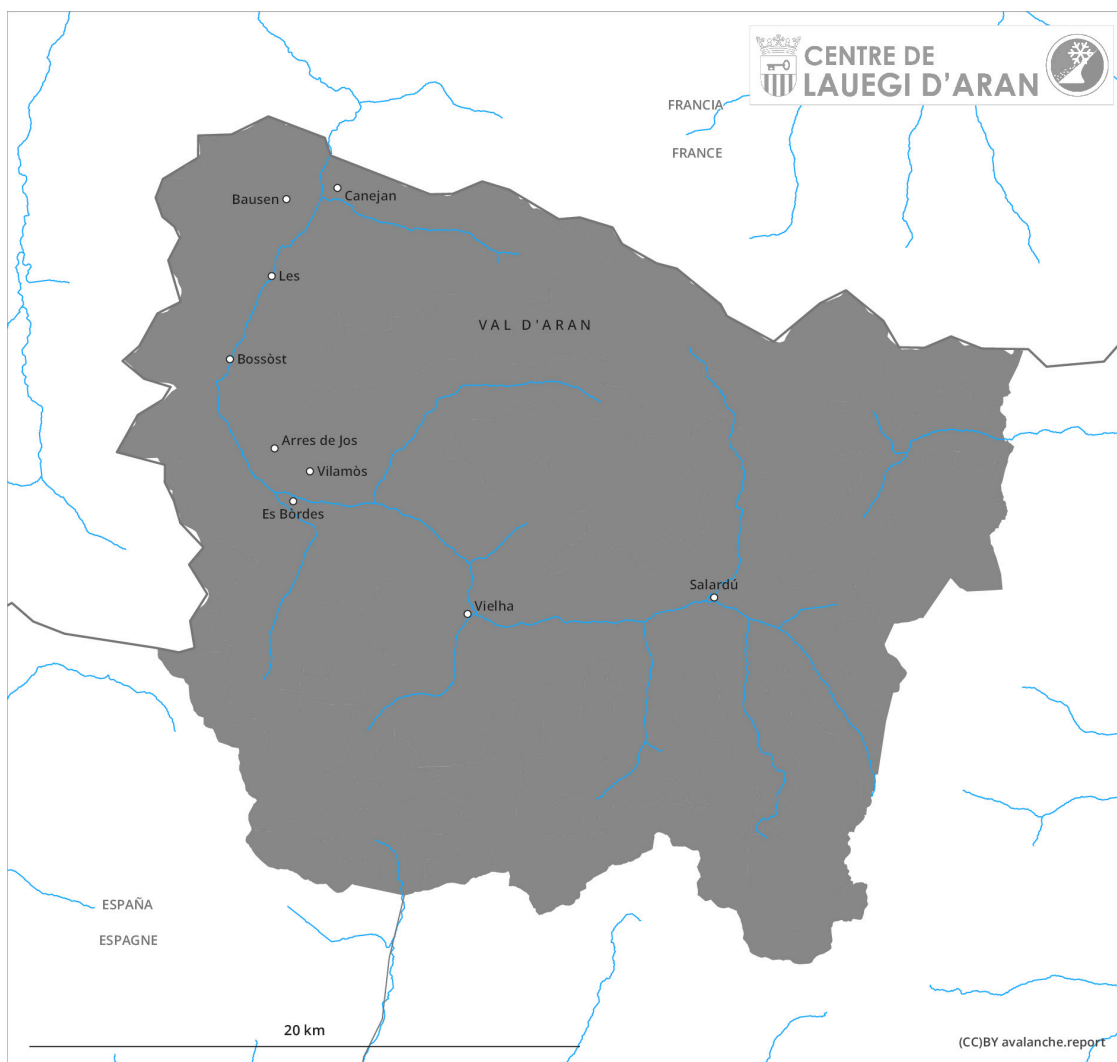 CENTRE DE
LAUEGI D'ARAN
FRANCIA
FRANCE
Canejan
Bausen
Les
VAL D'ARAN
Bossòst
Arres de Jos
Vilamòs
Es Bòrdes
Salardú
Vielha
ESPAÑA
ESPAGNE
20 km
(CC)BY avalanche.report